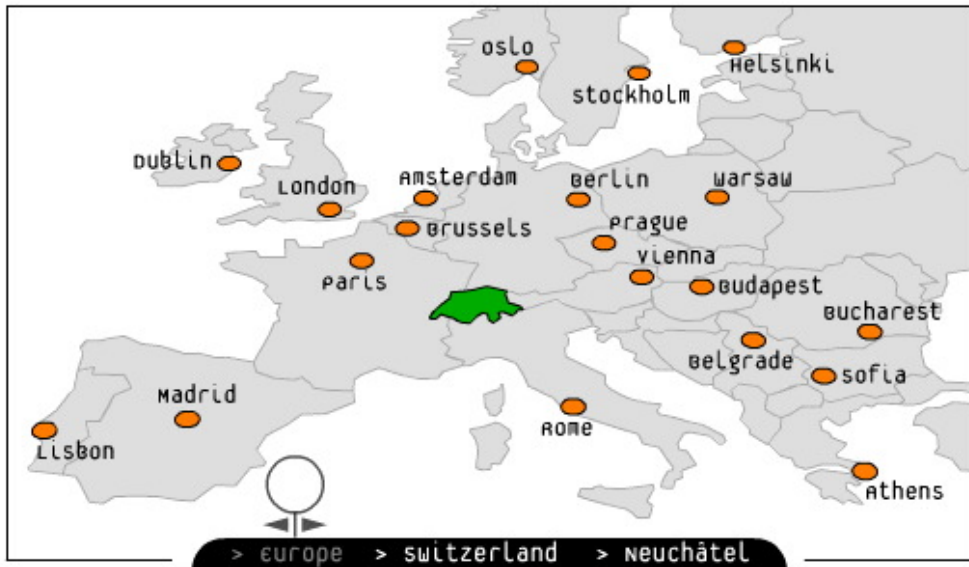 Oslo
Helsinki
Stockholm
Dublin
London
Amsterdam
Berlin
Warsaw
Brussels
Prague
Vienna
Paris
Budapest
Bucharest
Belgrade
Sofia
Madrid
Rome
Lisbon
Athens
> Europe > Switzerland > Neuchâtel